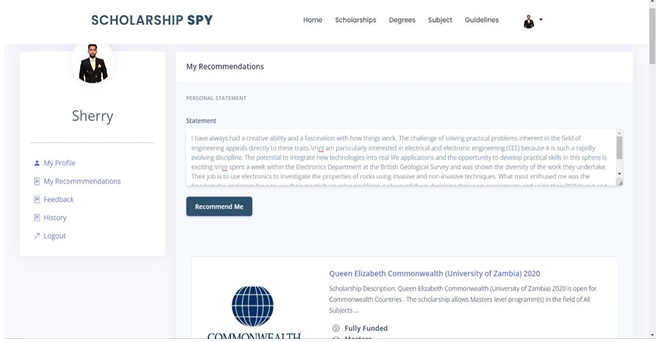 SCHOLARSHIP SPY
Home Scholarships Degrees Subject Guidelines
Sherry
My Profile
My Recommmendations
Feedback
History
Logout
My Recommendations
PERSONAL STATEMENT
Statement
I have always had a creative ability and a fascination with how things work. The challenge of solving practical problems inherent in the field of
engineering appeals directly to these traits.\n\nI am particularly interested in electrical and electronic engineering (EEE) because it is such a rapidly
evolving discipline. The potential to integrate new technologies into real life applications and the opportunity to develop practical skills in this sphere is
exciting.\n\nI spent a week within the Electronics Department at the British Geological Survey and was shown the diversity of the work they undertake.
Their job is to use electronics to investigate the properties of rocks using invasive and non-invasive techniques. What most enthused me was the
Recommend Me
Queen Elizabeth Commonwealth (University of Zambia) 2020
Scholarship Description: Queen Elizabeth Commonwealth (University of Zambia) 2020 is open for
Commonwealth Countries . The scholarship allows Masters level programm(s) in the field of All
Subjects ...
Fully Funded
Masters
COMMONWEALTH